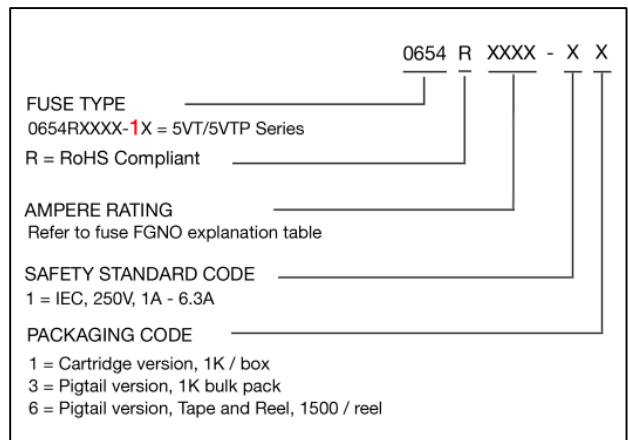 0654 R XXXX - X X
FUSE TYPE
0654RXXXX-1X = 5VT/5VTP Series
R = RoHS Compliant
AMPERE RATING
Refer to fuse FGNO explanation table
SAFETY STANDARD CODE
1 = IEC, 250V, 1A - 6.3A
PACKAGING CODE
1 = Cartridge version, 1K / box
3 = Pigtail version, 1K bulk pack
6 = Pigtail version, Tape and Reel, 1500 / reel